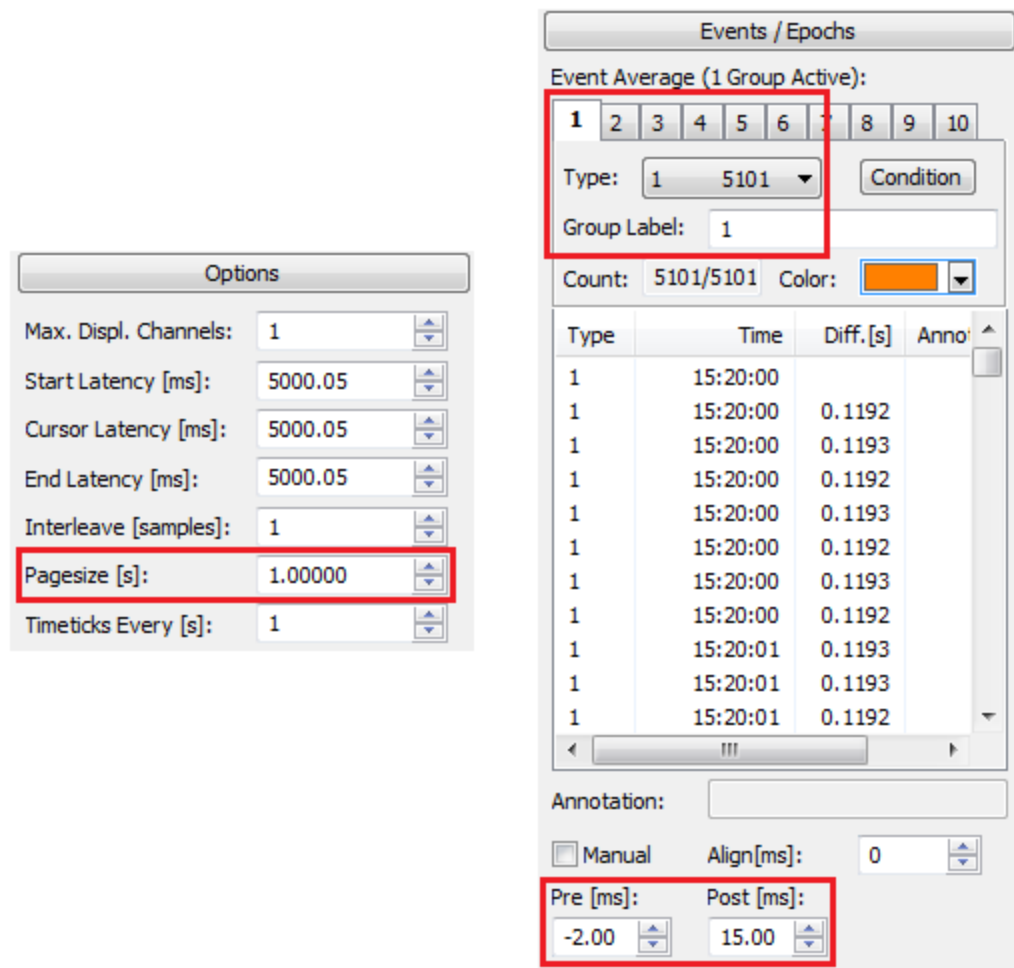 Options
Max. Displ. Channels: 1
Start Latency [ms]: 5000.05
Cursor Latency [ms]: 5000.05
End Latency [ms]: 5000.05
Interleave [samples]: 1
Pagesize [s]: 1.00000
Timeticks Every [s]: 1
Events / Epochs
Event Average (1 Group Active):
1 2 3 4 5 6 7 8 9 10
Type: 1 5101 Condition
Group Label: 1
Count: 5101/5101 Color:
Type Time Diff.[s] Annot
1 15:20:00
1 15:20:00 0.1192
1 15:20:00 0.1193
1 15:20:00 0.1192
1 15:20:00 0.1193
1 15:20:00 0.1192
1 15:20:00 0.1193
1 15:20:00 0.1192
1 15:20:01 0.1193
1 15:20:01 0.1193
1 15:20:01 0.1192
Annotation:
Manual Align[ms]: 0
Pre [ms]: Post [ms]:
-2.00 15.00